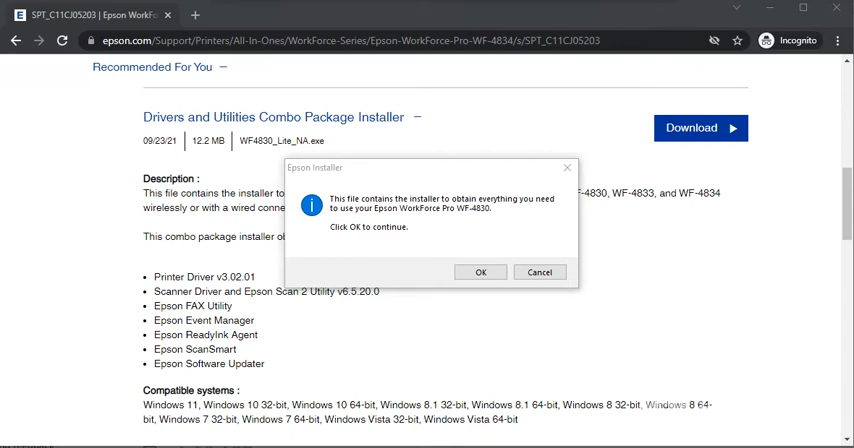 SPT_C11CJ05203 | Epson WorkFo
epson.com/Support/Printers/All-In-Ones/WorkForce-Series/Epson-WorkForce-Pro-WF-4834/s/SPT_C11CJ05203
Incognito
Recommended For You –
Drivers and Utilities Combo Package Installer –
09/23/21 | 12.2 MB | WF4830_Lite_NA.exe
Download
Description :
This file contains the installer to
F-4830, WF-4833, and WF-4834
wirelessly or with a wired conne
This combo package installer ob
Epson Installer
This file contains the installer to obtain everything you need
to use your Epson WorkForce Pro WF-4830.
Click OK to continue.
OK
Cancel
• Printer Driver v3.02.01
• Scanner Driver and Epson Scan 2 Utility v6.5.20.0
• Epson FAX Utility
• Epson Event Manager
• Epson ReadyInk Agent
• Epson ScanSmart
• Epson Software Updater
Compatible systems :
Windows 11, Windows 10 32-bit, Windows 10 64-bit, Windows 8.1 32-bit, Windows 8.1 64-bit, Windows 8 32-bit, Windows 8 64-
bit, Windows 7 32-bit, Windows 7 64-bit, Windows Vista 32-bit, Windows Vista 64-bit